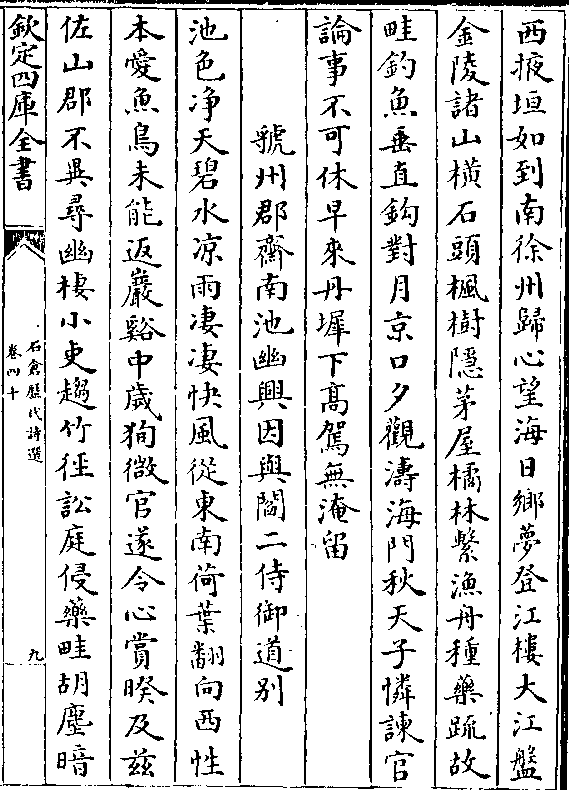 西掖垣如到南徐州歸心望海日鄉夢登江樓大江盤
金陵諸山横石頭楓樹隱茅屋橘林繫漁舟種藥疏故
畦釣魚垂直鉤對月京口夕觀濤海門秋天子憐諫官
論事不可休早來丹墀下高駕無淹留
虢州郡齋南池幽興因與閻二侍御道别
池色净天碧水凉雨淒淒快風從東南荷葉翻向西性
本愛魚鳥未能返巖谿中歲狥微官遂令心賞暌及兹
佐山郡不異尋幽棲小吏趨竹徑訟庭侵藥畦胡塵暗
欽定四庫全書
石倉歷代詩選
卷四十
九